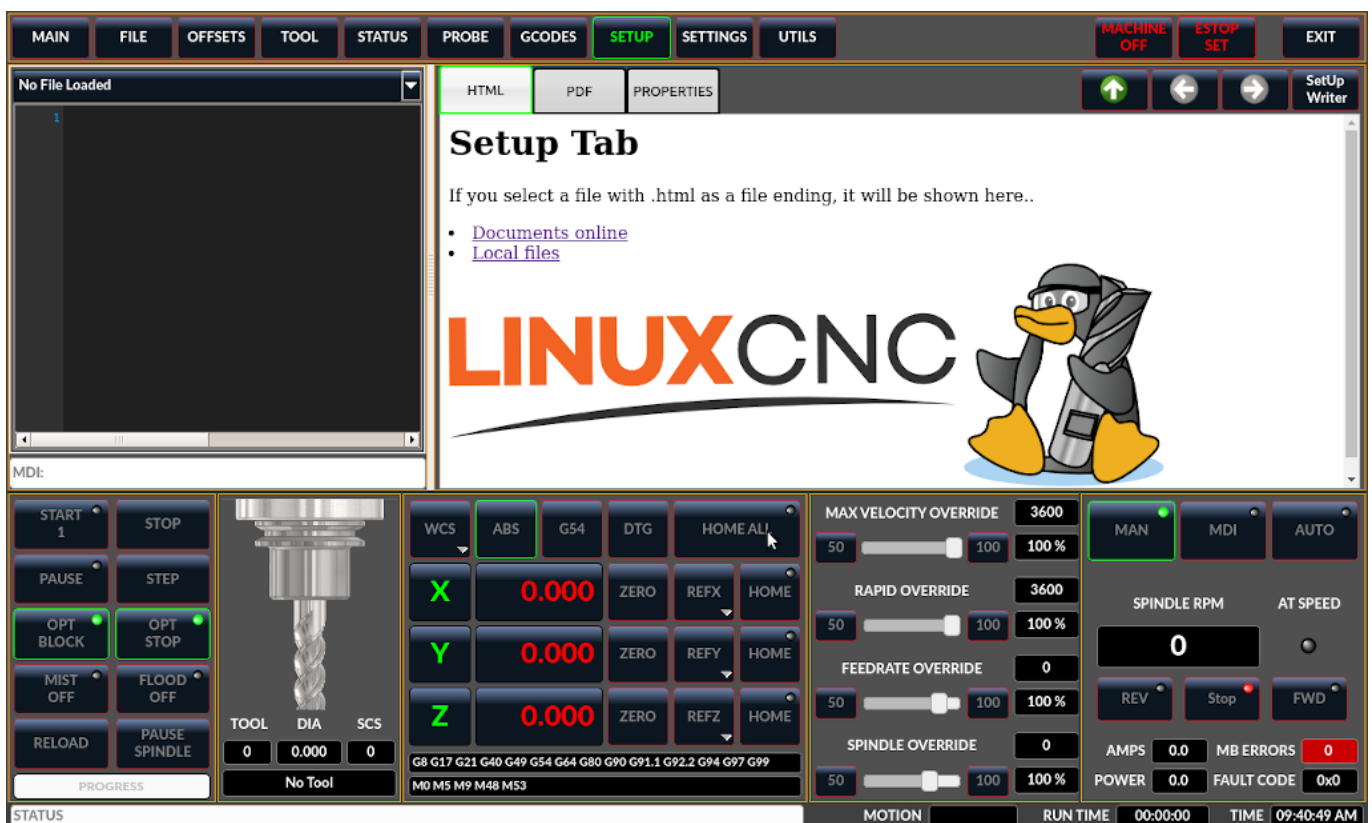 MAIN FILE OFFSETS TOOL STATUS PROBE GCODES SETUP SETTINGS UTILS MACHINE OFF ESTOP SET EXIT
No File Loaded
1
MDI:
HTML PDF PROPERTIES SetUp Writer
Setup Tab
If you select a file with .html as a file ending, it will be shown here..
• Documents online
• Local files
LINUXCNC
START 1 STOP
PAUSE STEP
OPT BLOCK OPT STOP
MIST OFF FLOOD OFF
RELOAD PAUSE SPINDLE
PROGRESS
TOOL DIA SCS
0 0.000 0
No Tool
WCS ABS G54 DTG HOME ALL
X 0.000 ZERO REFX HOME
Y 0.000 ZERO REFY HOME
Z 0.000 ZERO REFZ HOME
G8 G17 G21 G40 G49 G54 G64 G80 G90 G91.1 G92.2 G94 G97 G99
M0 M5 M9 M48 M53
MAX VELOCITY OVERRIDE 3600
50 100 100 %
RAPID OVERRIDE 3600
50 100 100 %
FEEDRATE OVERRIDE 0
50 100 100 %
SPINDLE OVERRIDE 0
50 100 100 %
MAN MDI AUTO
SPINDLE RPM AT SPEED
0
REV Stop FWD
AMPS 0.0 MB ERRORS 0
POWER 0.0 FAULT CODE 0x0
STATUS MOTION RUN TIME 00:00:00 TIME 09:40:49 AM